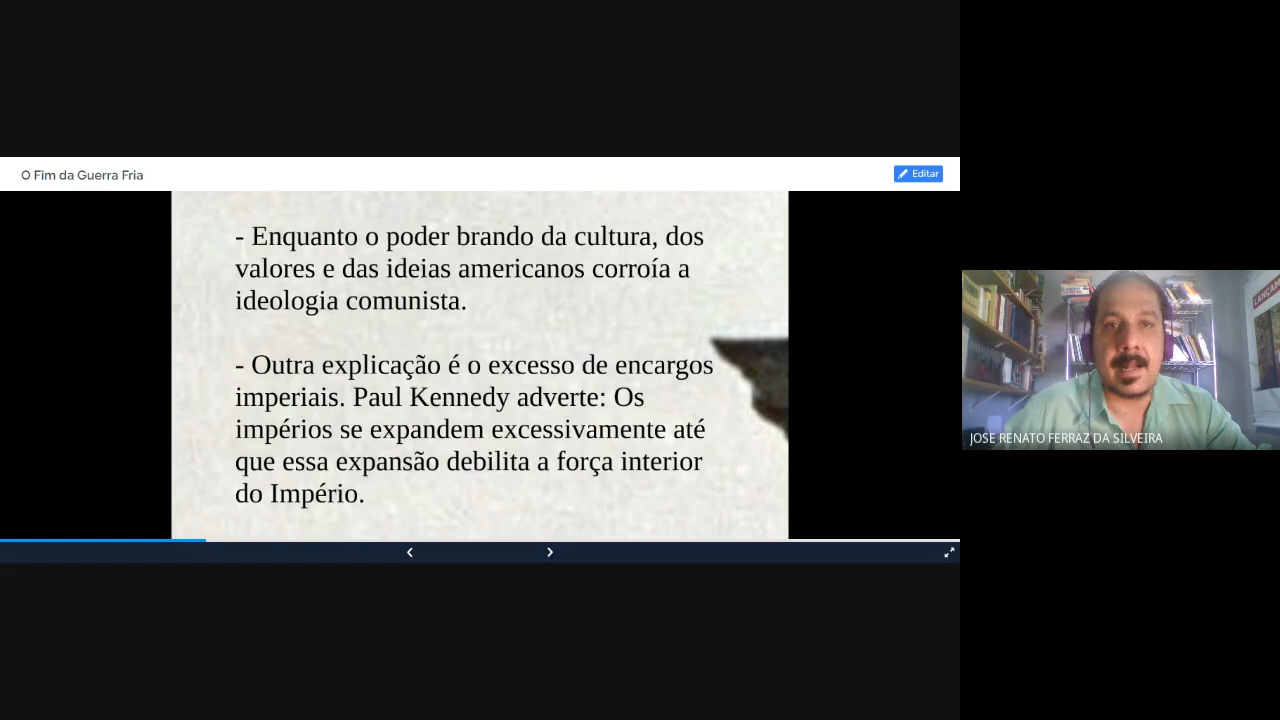 O Fim da Guerra Fria
Editar
- Enquanto o poder brando da cultura, dos
valores e das ideias americanos corroía a
ideologia comunista.
- Outra explicação é o excesso de encargos
imperiais. Paul Kennedy adverte: Os
impérios se expandem excessivamente até
que essa expansão debilita a força interior
do Império.
LANÇAM
JOSE RENATO FERRAZ DA SILVEIRA